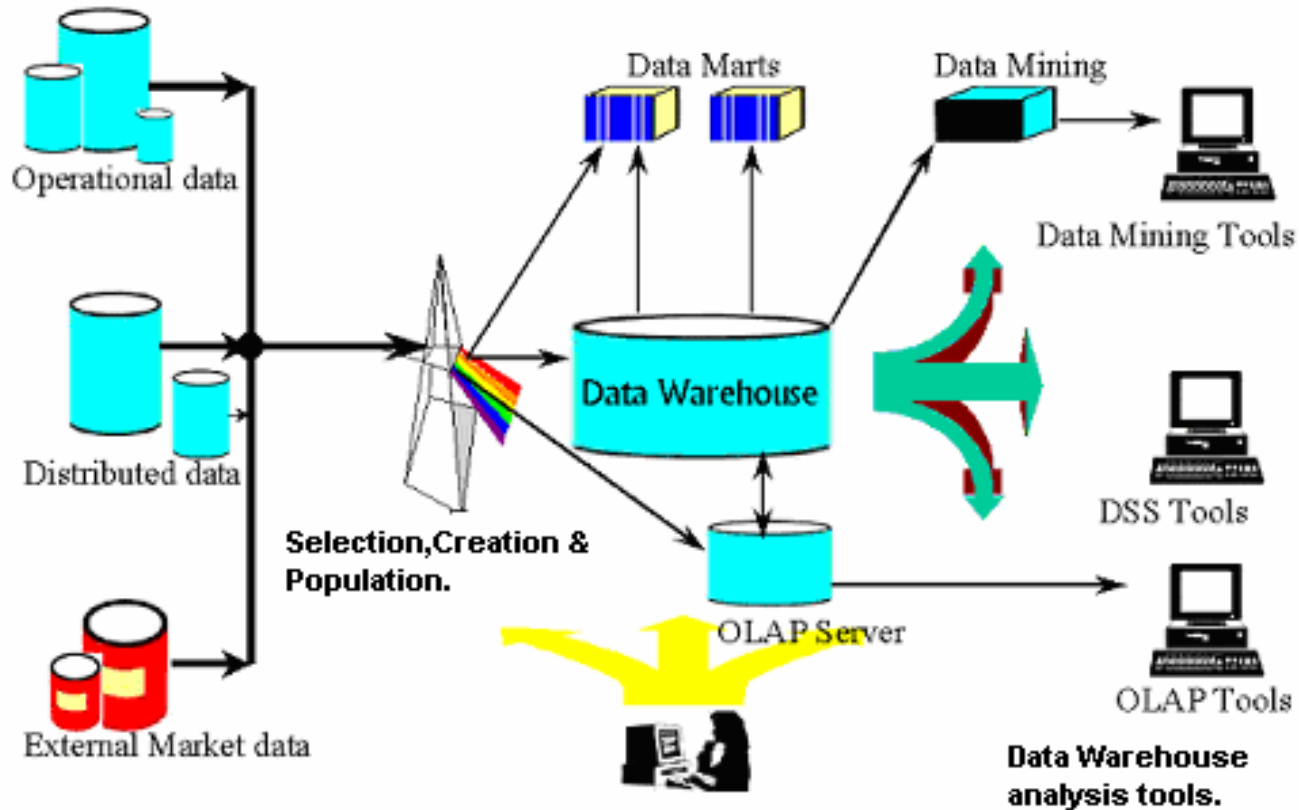 Data Marts
Data Mining
Operational data
Data Mining Tools
Data Warehouse
Distributed data
DSS Tools
Selection,Creation &
Population.
OLAP Server
OLAP Tools
External Market data
Data Warehouse
analysis tools.